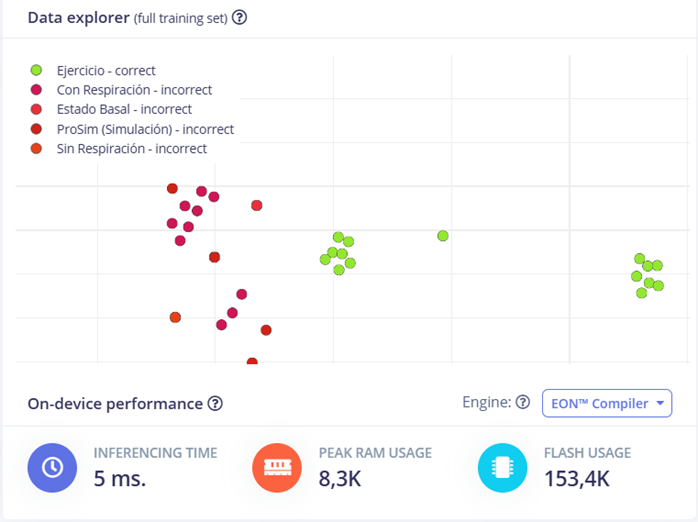 Data explorer (full training set) ?
Ejercicio - correct
Con Respiración - incorrect
Estado Basal - incorrect
ProSim (Simulación) - incorrect
Sin Respiración - incorrect
On-device performance ?
Engine: ? EON™ Compiler
INFERENCING TIME
5 ms.
PEAK RAM USAGE
8,3K
FLASH USAGE
153,4K